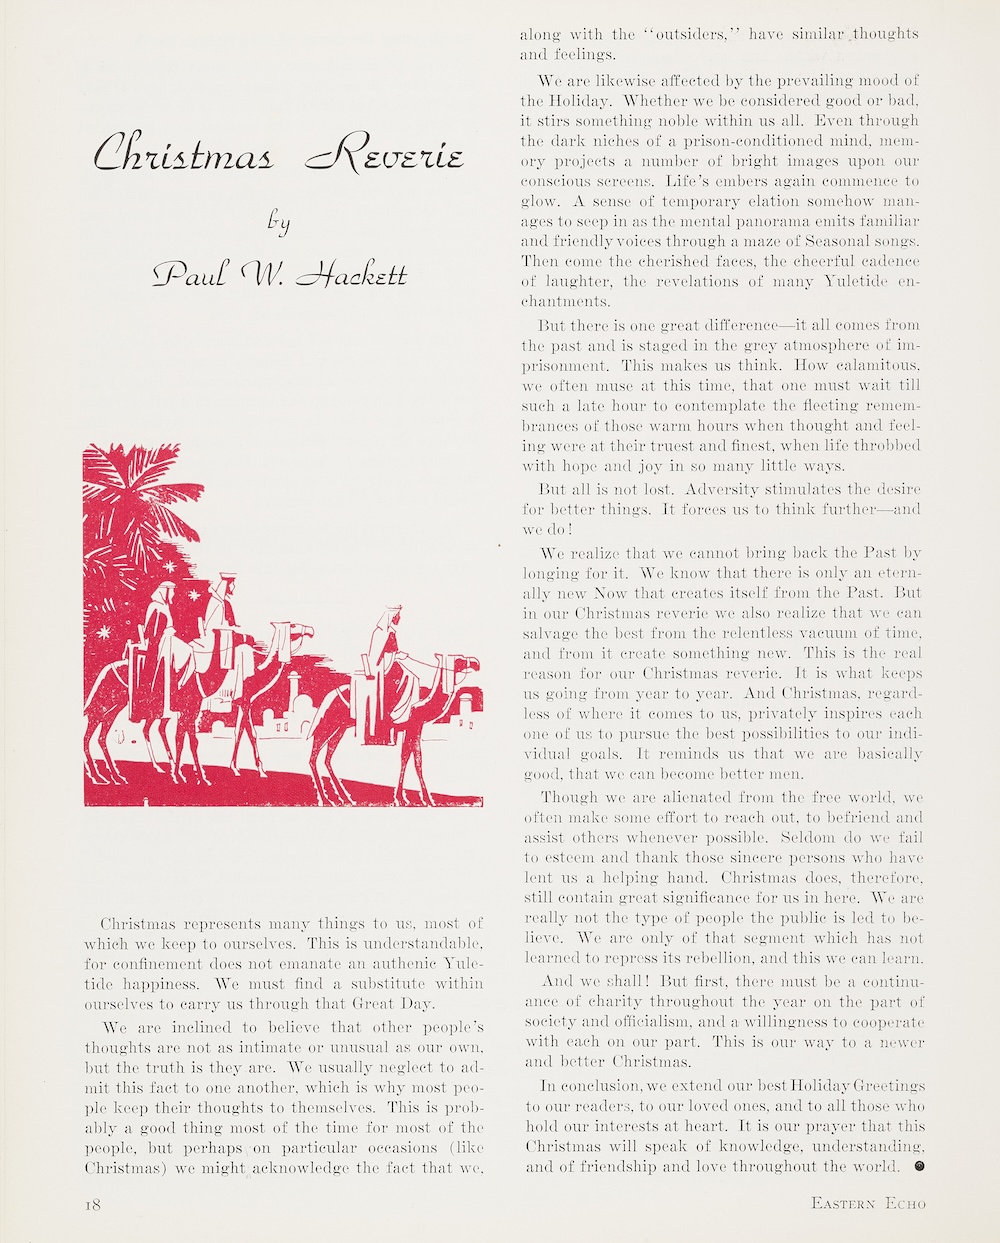 Christmas Reverie
by
Paul W. Hackett
Christmas represents many things to us, most of
which we keep to ourselves. This is understandable,
for confinement does not emanate an authenic Yule-
tide happiness. We must find a substitute within
ourselves to carry us through that Great Day.
We are inclined to believe that other people's
thoughts are not as intimate or unusual as our own,
but the truth is they are. We usually neglect to ad-
mit this fact to one another, which is why most peo-
ple keep their thoughts to themselves. This is prob-
ably a good thing most of the time for most of the
people, but perhaps on particular occasions (like
Christmas) we might acknowledge the fact that we,
along with the “outsiders,” have similar thoughts
and feelings.
We are likewise affected by the prevailing mood of
the Holiday. Whether we be considered good or bad,
it stirs something noble within us all. Even through
the dark niches of a prison-conditioned mind, mem-
ory projects a number of bright images upon our
conscious screens. Life's embers again commence to
glow. A sense of temporary elation somehow man-
ages to seep in as the mental panorama emits familiar
and friendly voices through a maze of Seasonal songs.
Then come the cherished faces, the cheerful cadence
of laughter, the revelations of many Yuletide en-
chantments.
But there is one great difference—it all comes from
the past and is staged in the grey atmosphere of im-
prisonment. This makes us think. How calamitous,
we often muse at this time, that one must wait till
such a late hour to contemplate the fleeting remem-
brances of those warm hours when thought and feel-
ing were at their truest and finest, when life throbbed
with hope and joy in so many little ways.
But all is not lost. Adversity stimulates the desire
for better things. It forces us to think further—and
we do!
We realize that we cannot bring back the Past by
longing for it. We know that there is only an etern-
ally new Now that creates itself from the Past. But
in our Christmas reverie we also realize that we can
salvage the best from the relentless vacuum of time,
and from it create something new. This is the real
reason for our Christmas reverie. It is what keeps
us going from year to year. And Christmas, regard-
less of where it comes to us, privately inspires each
one of us to pursue the best possibilities to our indi-
vidual goals. It reminds us that we are basically
good, that we can become better men.
Though we are alienated from the free world, we
often make some effort to reach out, to befriend and
assist others whenever possible. Seldom do we fail
to esteem and thank those sincere persons who have
lent us a helping hand. Christmas does, therefore,
still contain great significance for us in here. We are
really not the type of people the public is led to be-
lieve. We are only of that segment which has not
learned to repress its rebellion, and this we can learn.
And we shall! But first, there must be a continu-
ance of charity throughout the year on the part of
society and officialism, and a willingness to cooperate
with each on our part. This is our way to a newer
and better Christmas.
In conclusion, we extend our best Holiday Greetings
to our readers, to our loved ones, and to all those who
hold our interests at heart. It is our prayer that this
Christmas will speak of knowledge, understanding,
and of friendship and love throughout the world.
18
Eastern Echo